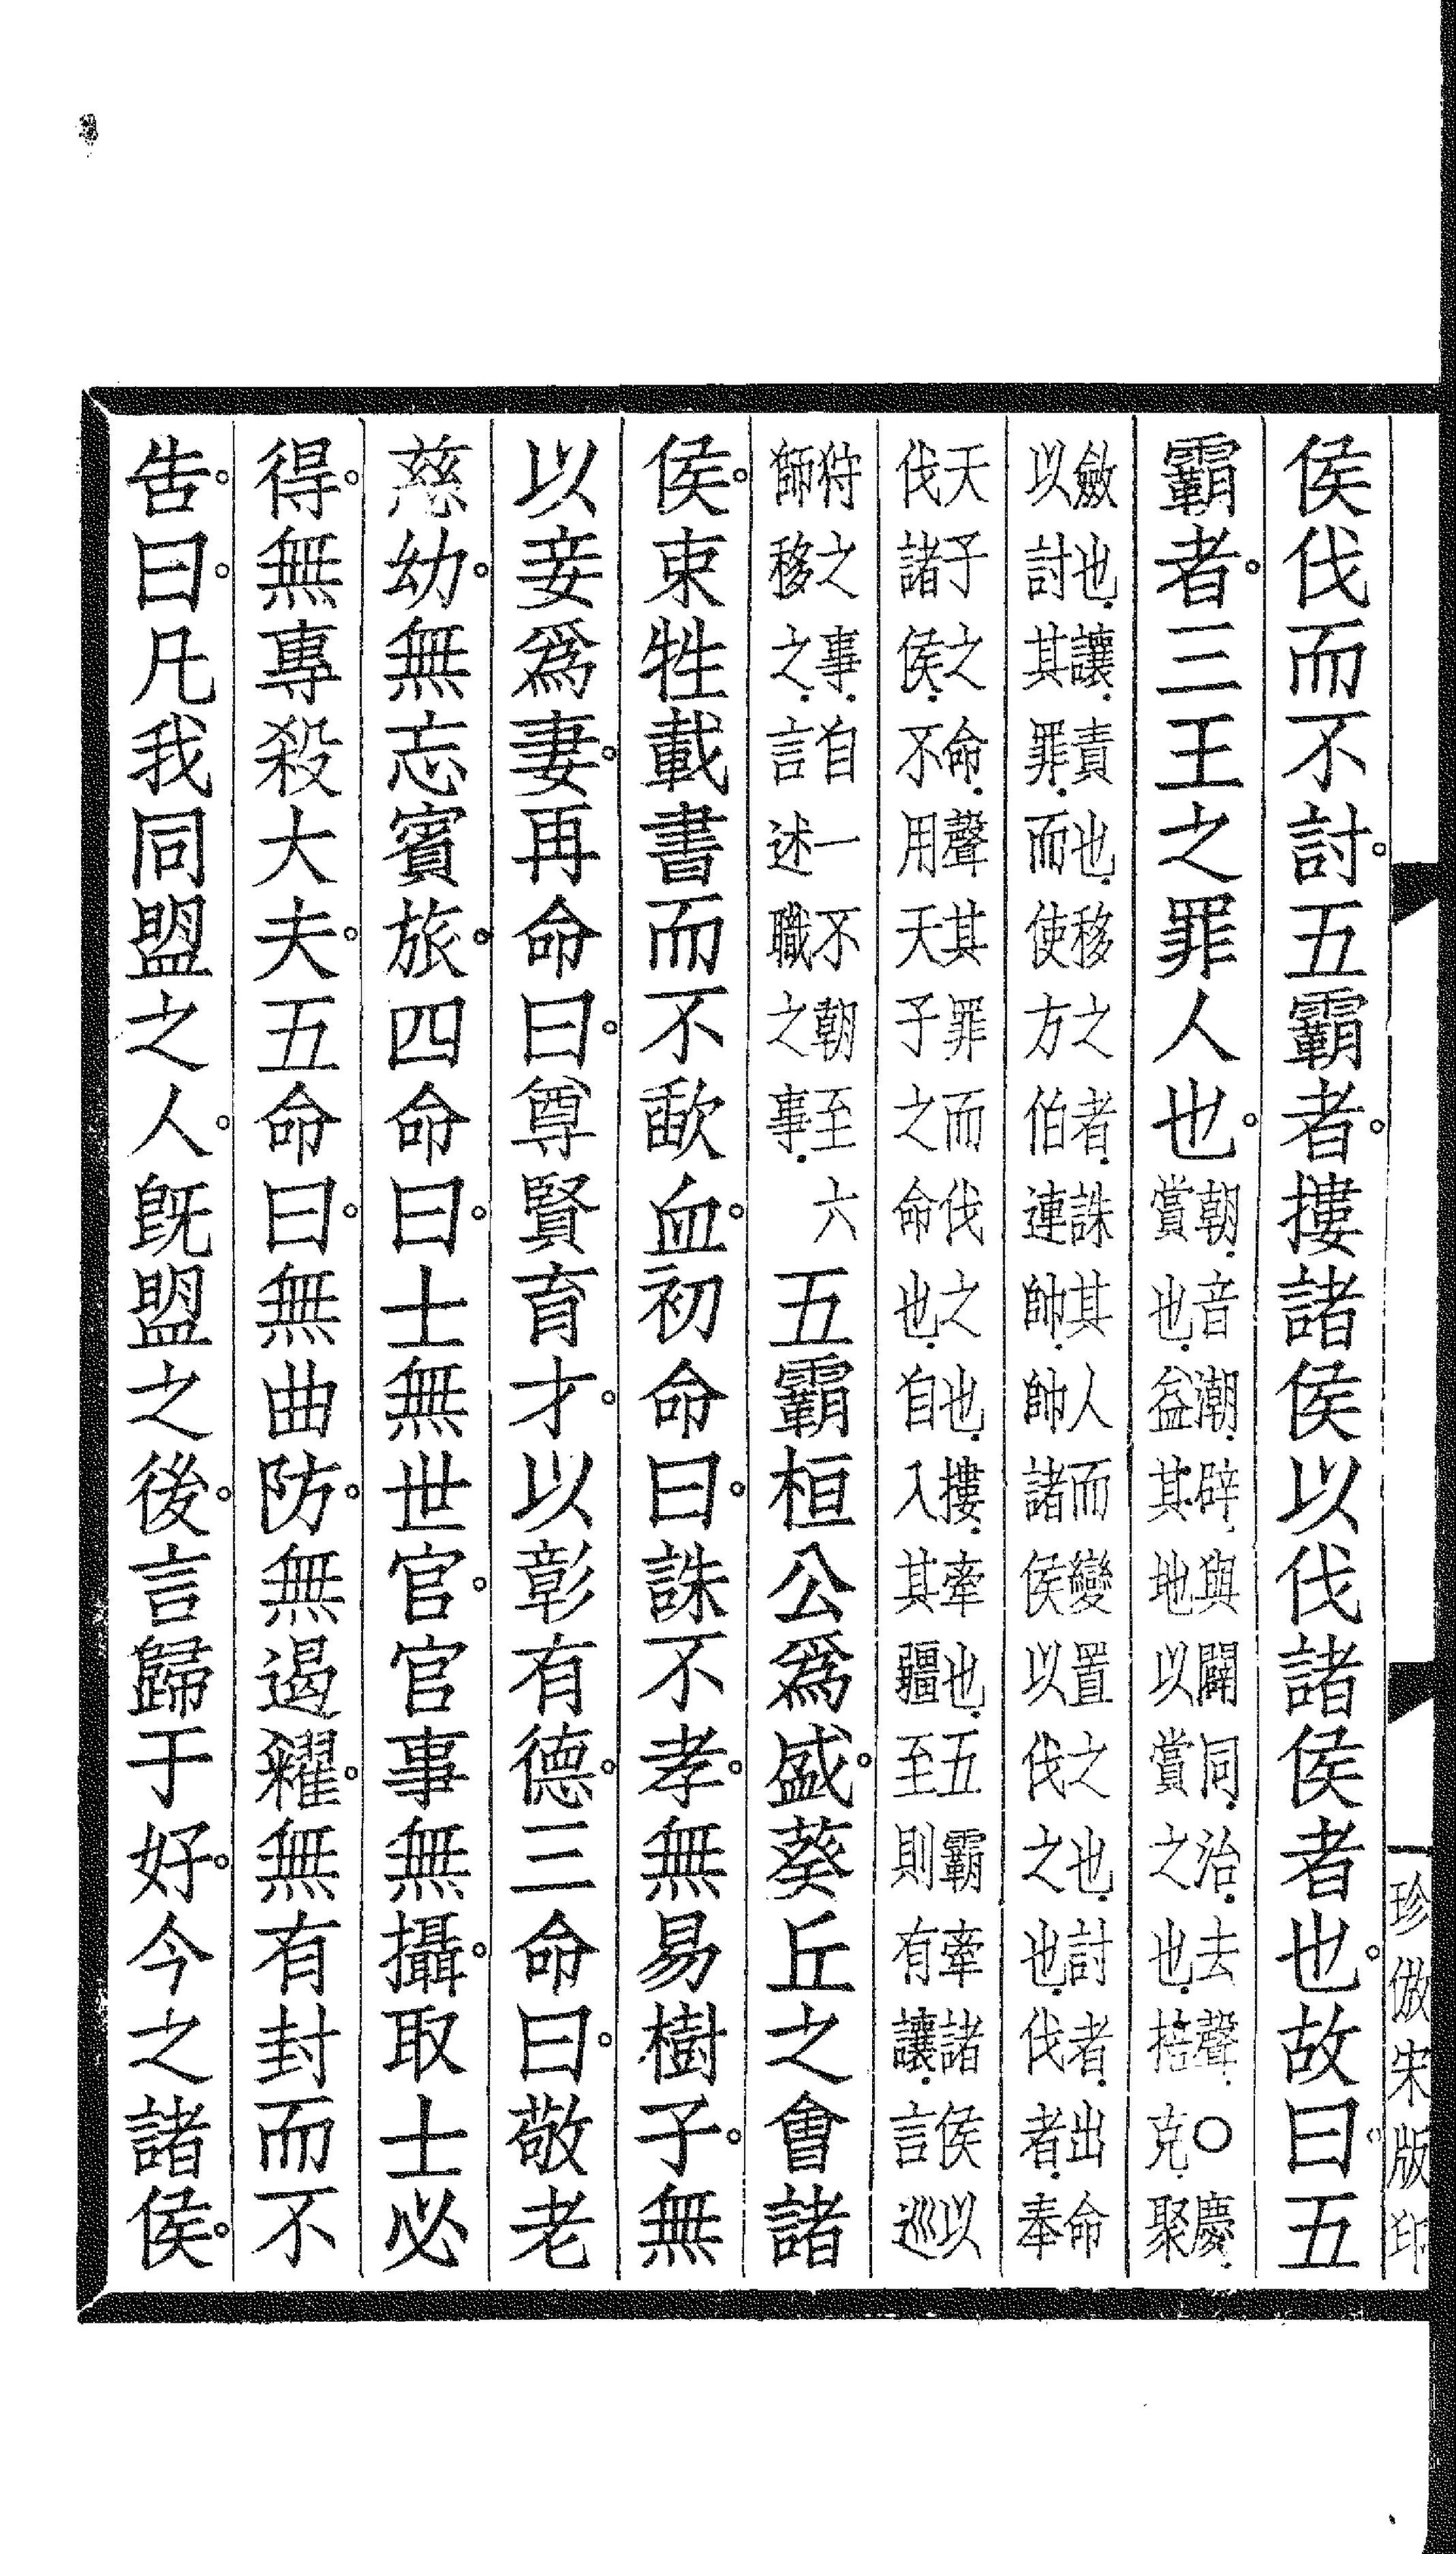 侯伐而不討。五霸者。摟諸侯以伐諸侯者也。故曰。五
霸者。三王之罪人也。朝。音潮。辟。與闢同。治。去聲。○慶。賞也。益其地以賞之也。掊克。聚
斂也。讓。責也。移之者。誅其人而變置之也。討者。出命以討其罪。而使方伯連帥。帥諸侯以伐之也。伐者。奉
天子之命。聲其罪而伐之也。摟。牽也。五霸牽諸侯以伐諸侯。不用天子之命也。自入其疆至則有讓。言巡
狩之事。自一不朝至六師移之。言述職之事。五霸桓公爲盛。葵丘之會諸
侯。束牲載書而不歃血。初命曰。誅不孝。無易樹子。無
以妾爲妻。再命曰。尊賢育才。以彰有德。三命曰。敬老
慈幼。無忘賓旅。四命曰。士無世官。官事無攝。取士必
得。無專殺大夫。五命曰。無曲防。無遏糴。無有封而不
告。曰。凡我同盟之人。既盟之後。言歸于好。今之諸侯。
珍倣宋版印